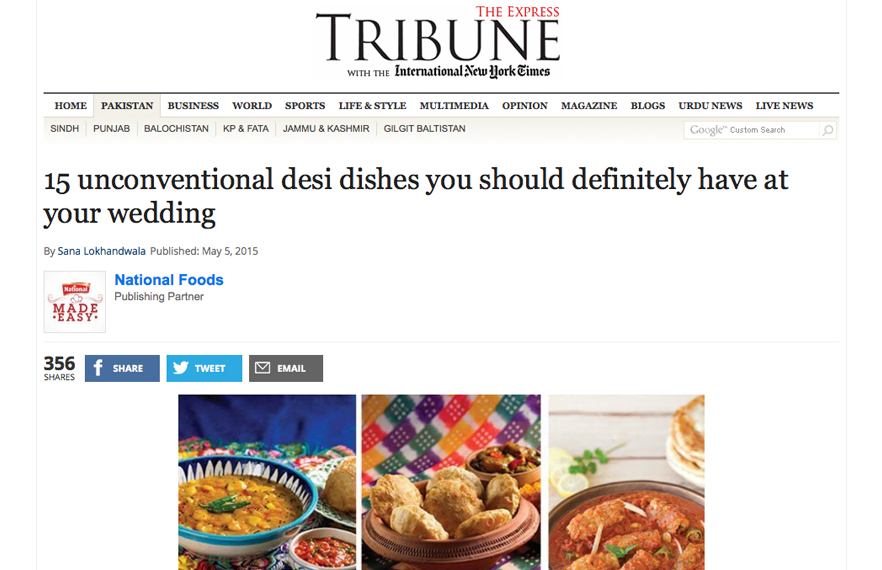 THE EXPRESS
TRIBUNE
WITH THE International New York Times
HOME PAKISTAN BUSINESS WORLD SPORTS LIFE & STYLE MULTIMEDIA OPINION MAGAZINE BLOGS URDU NEWS LIVE NEWS
SINDH PUNJAB BALOCHISTAN KP & FATA JAMMU & KASHMIR GILGIT BALTISTAN Google™ Custom Search
15 unconventional desi dishes you should definitely have at
your wedding
By Sana Lokhandwala Published: May 5, 2015
National
MADE
EASY
National Foods
Publishing Partner
356
SHARES
SHARE TWEET EMAIL